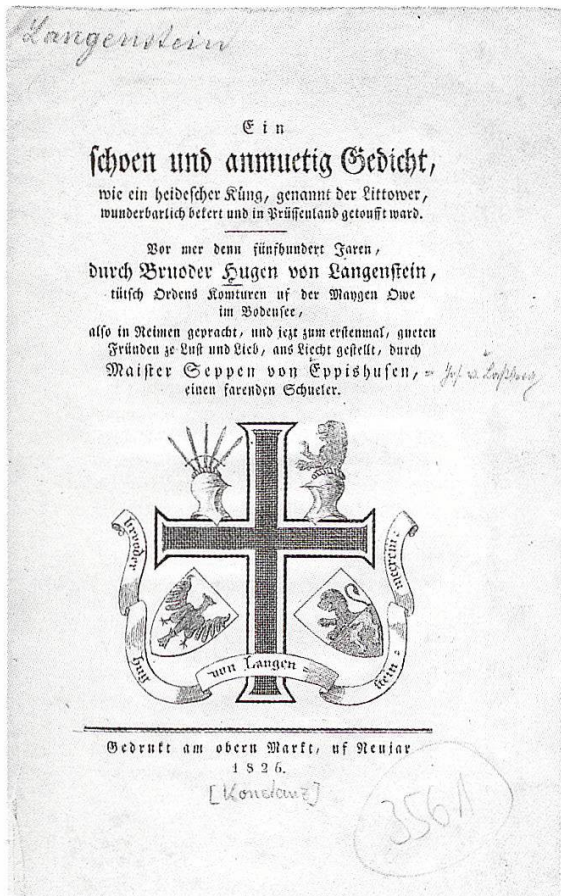 Langenstein
Ein
schoen und anmuetig Gedicht,
wie ein heidescher Küng, genannt der Littower,
wunderbarlich bekert und in Prüssenland getoufft ward.
Vor mer denn fünfhundert Jaren,
durch Bruoder Hugen von Langenstein,
tütsch Ordens Komturen uf der Maygen Owe
im Bodensee,
also in Reimen gepracht, und jezt zum erstenmal, gueten
Fründen ze Lust und Lieb, ans Liecht gestellt, durch
Maister Seppen von Eppishusen, = Jos. v. Laßberg
einen farenden Schueler.
bruoder
hug
von Langen =
stein =
Gedrukt am obern Markt, uf Neujar
1826.
[Konstanz]
3561